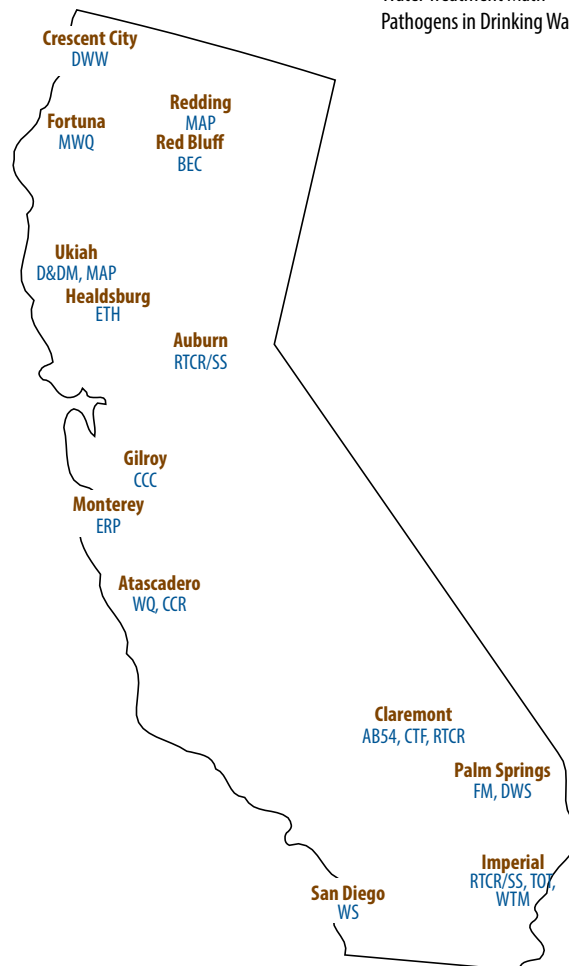 Pathogens in Drinking Wa
Crescent City
DWW
Redding
MAP
Fortuna
MWQ
Red Bluff
BEC
Ukiah
D&DM, MAP
Healdsburg
ETH
Auburn
RTCR/SS
Gilroy
CCC
Monterey
ERP
Atascadero
WQ, CCR
Claremont
AB54, CTF, RTCR
Palm Springs
FM, DWS
Imperial
RTCR/SS, TOT,
WTM
San Diego
WS